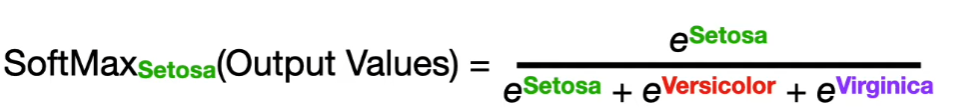 SoftMaxSetosa(Output Values) = eSetosa
eSetosa + eVersicolor + eVirginica